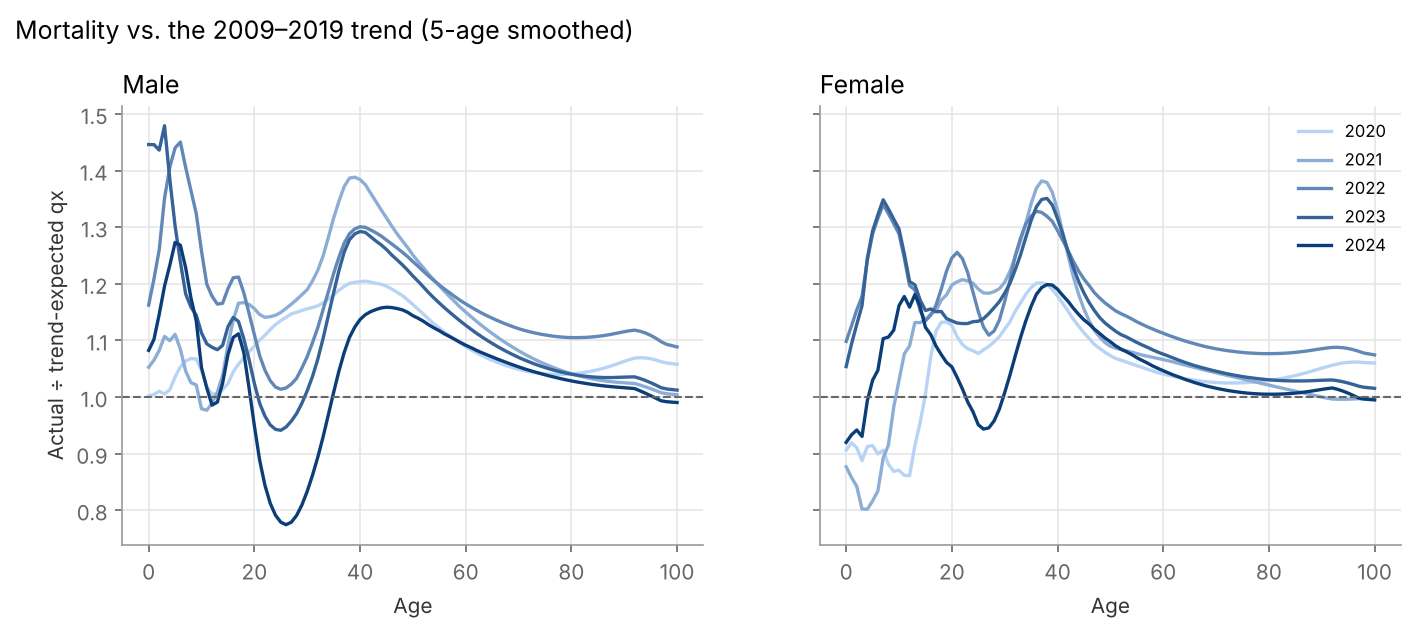 Mortality vs. the 2009–2019 trend (5-age smoothed)
Male
Actual ÷ trend-expected qx
1.5
1.4
1.3
1.2
1.1
1.0
0.9
0.8
0 20 40 60 80 100
Age
Female
2020
2021
2022
2023
2024
0 20 40 60 80 100
Age